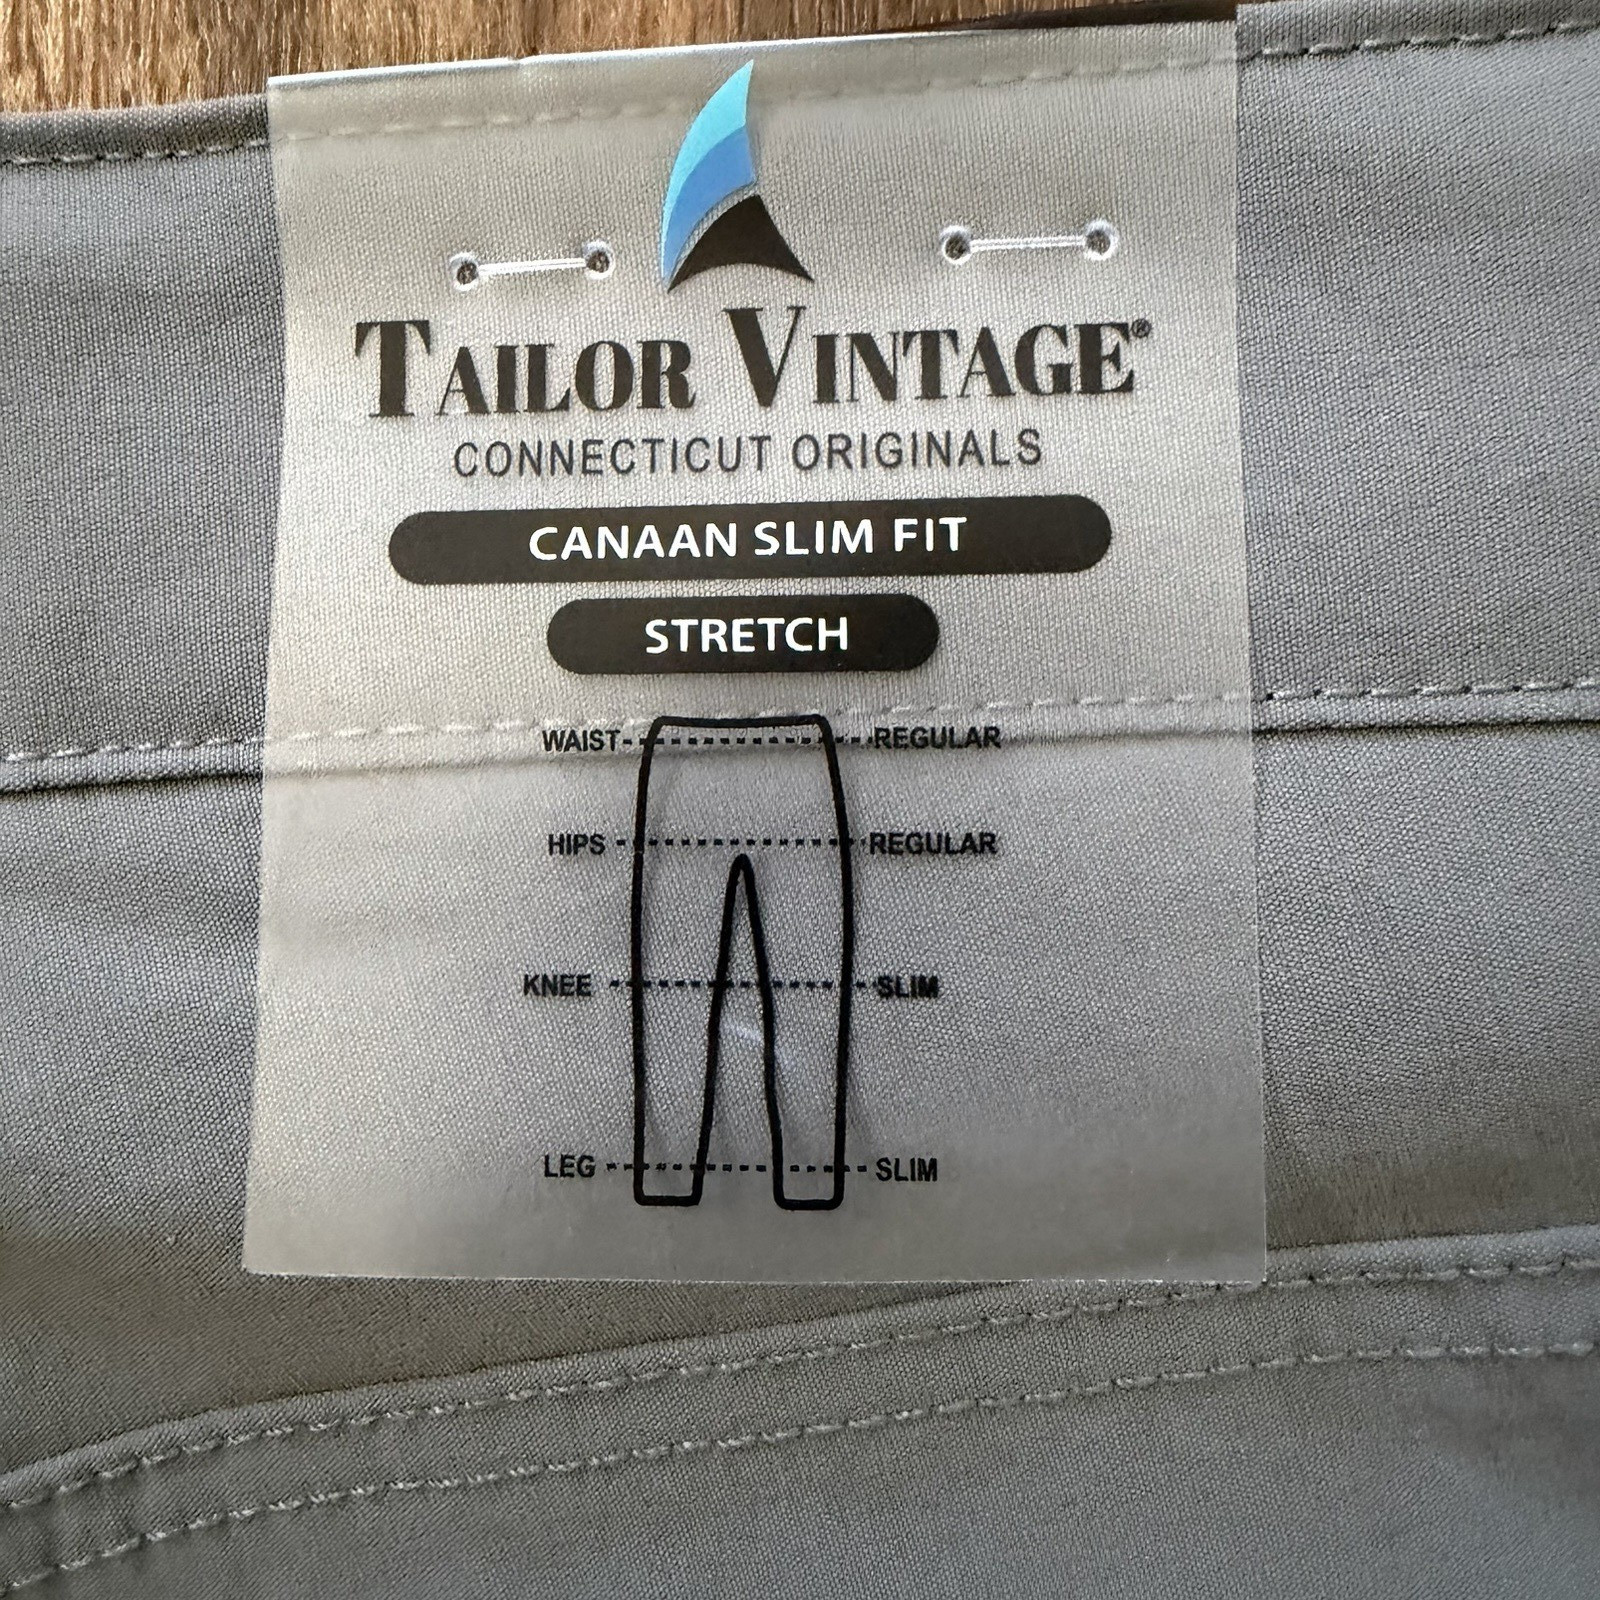 TAILOR VINTAGE®
CONNECTICUT ORIGINALS
CANAAN SLIM FIT
STRETCH
WAIST REGULAR
HIPS REGULAR
KNEE SLIM
LEG SLIM